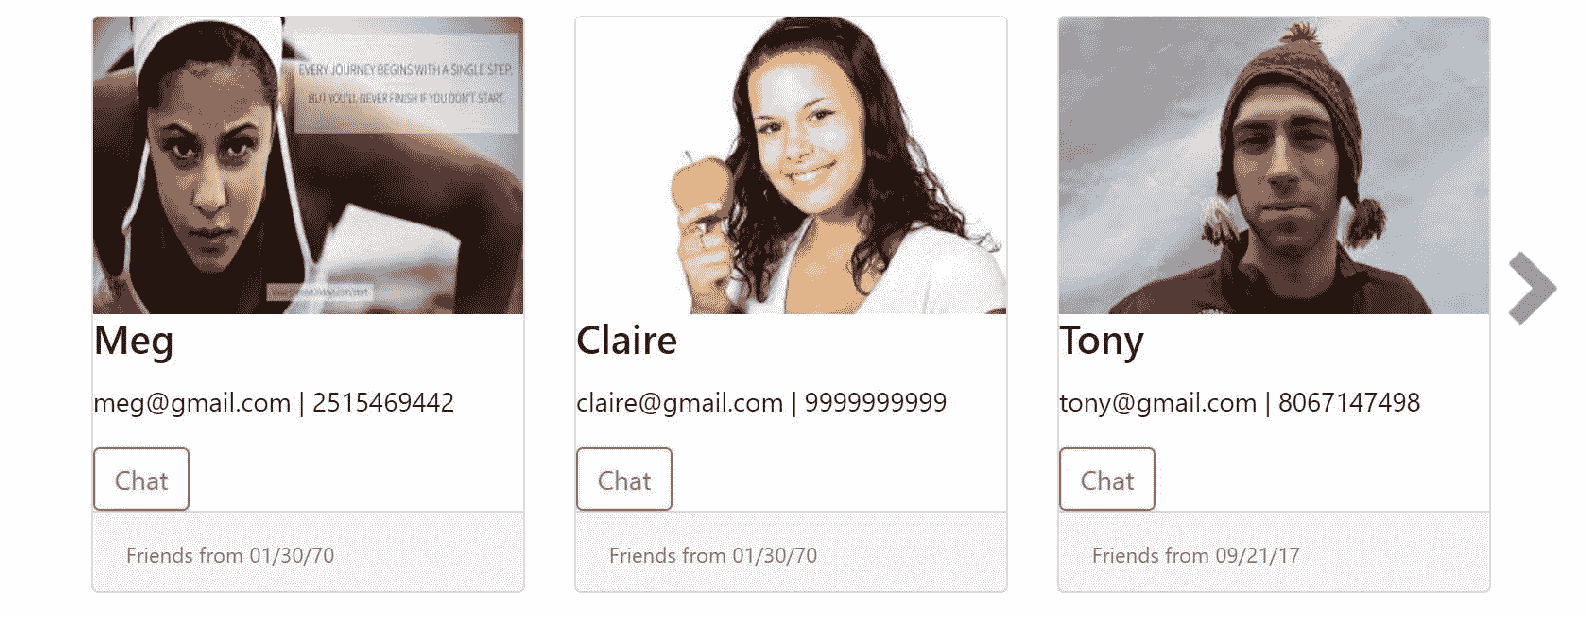 EVERY JOURNEY BEGINS WITH A SINGLE STEP,
BUT YOU'LL NEVER FINISH IF YOU DON'T START.
Meg
meg@gmail.com | 2515469442
Chat
Friends from 01/30/70
Claire
claire@gmail.com | 9999999999
Chat
Friends from 01/30/70
Tony
tony@gmail.com | 8067147498
Chat
Friends from 09/21/17